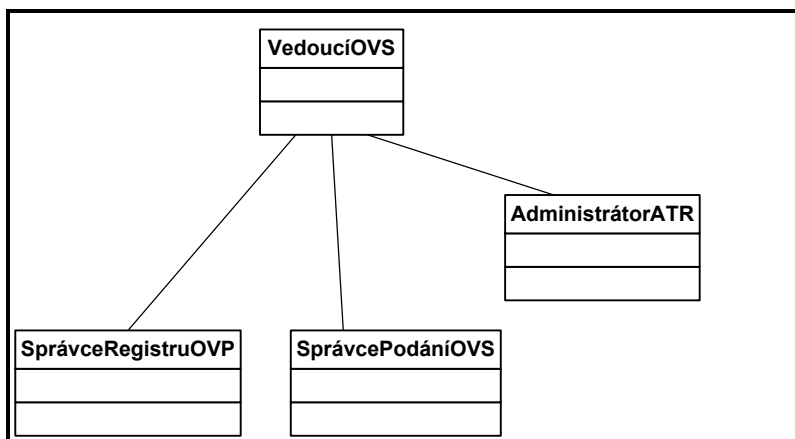 VedoucíOVS
AdministrátorATR
SprávceRegistruOVP
SprávcePodáníOVS